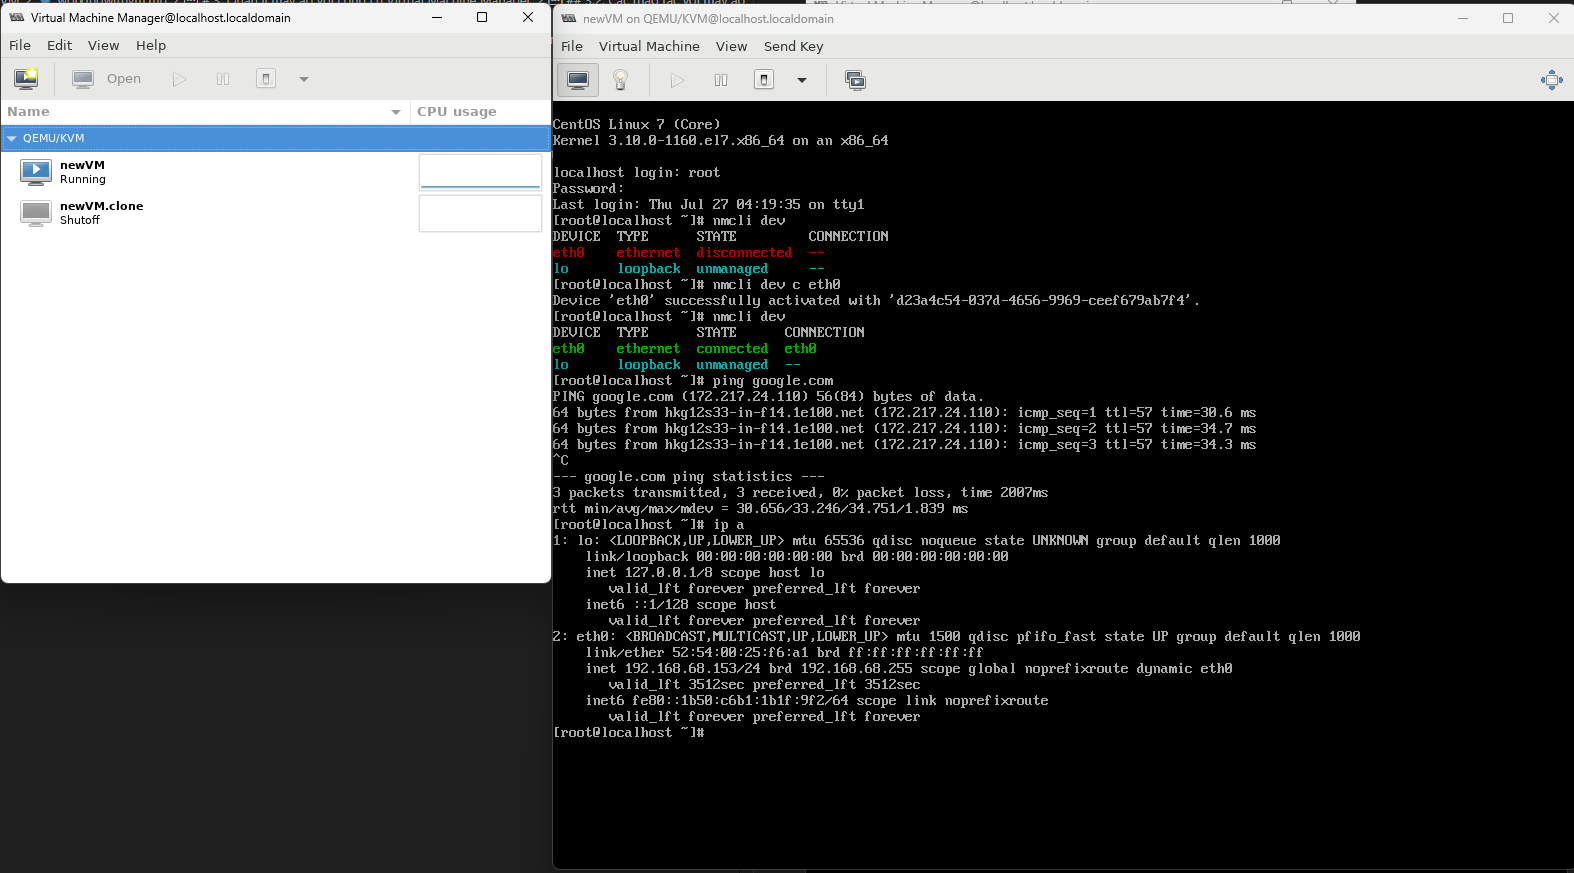 Virtual Machine Manager@localhost.localdomain
File Edit View Help
Open
Name CPU usage
QEMU/KVM
newVM
Running
newVM.clone
Shutoff
newVM on QEMU/KVM@localhost.localdomain
File Virtual Machine View Send Key
CentOS Linux 7 (Core)
Kernel 3.10.0-1160.el7.x86_64 on an x86_64
localhost login: root
Password:
Last login: Thu Jul 27 04:19:35 on tty1
[root@localhost ~]# nmcli dev
DEVICE TYPE STATE CONNECTION
eth0 ethernet disconnected --
lo loopback unmanaged --
[root@localhost ~]# nmcli dev c eth0
Device 'eth0' successfully activated with 'd23a4c54-037d-4656-9969-ceef679ab7f4'.
[root@localhost ~]# nmcli dev
DEVICE TYPE STATE CONNECTION
eth0 ethernet connected eth0
lo loopback unmanaged --
[root@localhost ~]# ping google.com
PING google.com (172.217.24.110) 56(84) bytes of data.
64 bytes from hkg12s33-in-f14.1e100.net (172.217.24.110): icmp_seq=1 ttl=57 time=30.6 ms
64 bytes from hkg12s33-in-f14.1e100.net (172.217.24.110): icmp_seq=2 ttl=57 time=34.7 ms
64 bytes from hkg12s33-in-f14.1e100.net (172.217.24.110): icmp_seq=3 ttl=57 time=34.3 ms
^C
--- google.com ping statistics ---
3 packets transmitted, 3 received, 0% packet loss, time 2007ms
rtt min/avg/max/mdev = 30.656/33.246/34.751/1.839 ms
[root@localhost ~]# ip a
1: lo: <LOOPBACK,UP,LOWER_UP> mtu 65536 qdisc noqueue state UNKNOWN group default qlen 1000
link/loopback 00:00:00:00:00:00 brd 00:00:00:00:00:00
inet 127.0.0.1/8 scope host lo
valid_lft forever preferred_lft forever
inet6 ::1/128 scope host
valid_lft forever preferred_lft forever
2: eth0: <BROADCAST,MULTICAST,UP,LOWER_UP> mtu 1500 qdisc pfifo_fast state UP group default qlen 1000
link/ether 52:54:00:25:f6:a1 brd ff:ff:ff:ff:ff:ff
inet 192.168.68.153/24 brd 192.168.68.255 scope global noprefixroute dynamic eth0
valid_lft 3512sec preferred_lft 3512sec
inet6 fe80::1b50:c6b1:1b1f:9f2/64 scope link noprefixroute
valid_lft forever preferred_lft forever
[root@localhost ~]#